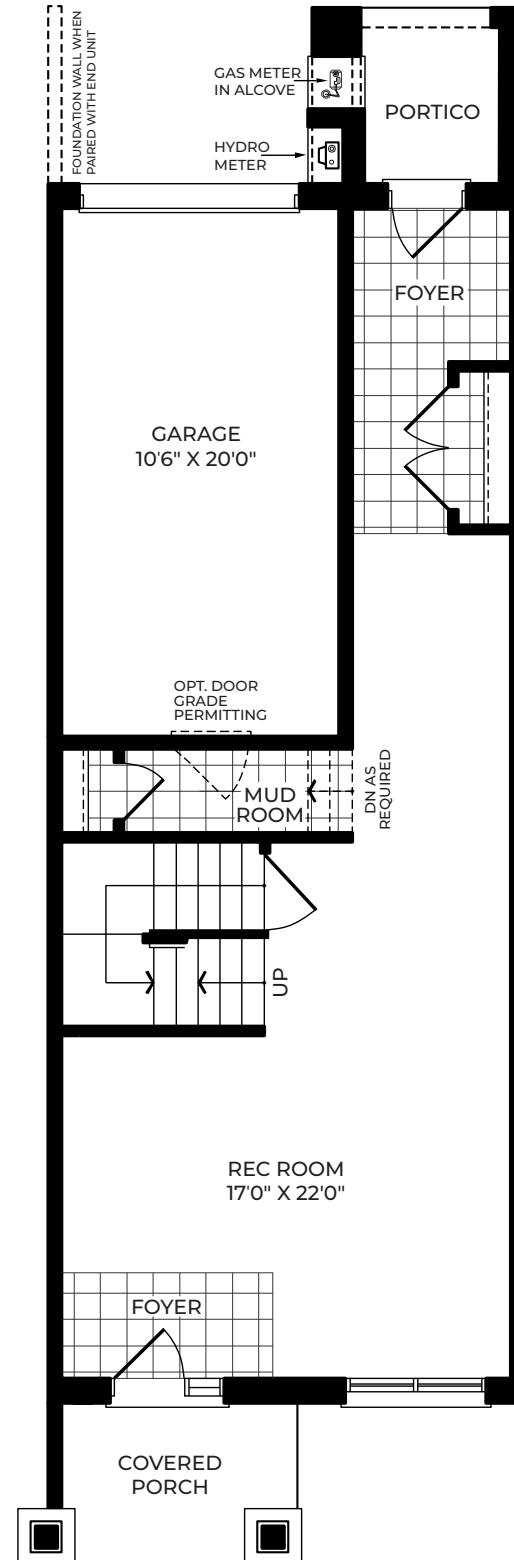 FOUNDATION WALL WHEN
PAIRED WITH END UNIT
GAS METER
IN ALCOVE
PORTICO
HYDRO
METER
FOYER
GARAGE
10'6" X 20'0"
OPT. DOOR
GRADE
PERMITTING
MUD
ROOM
DN AS
REQUIRED
UP
REC ROOM
17'0" X 22'0"
FOYER
COVERED
PORCH